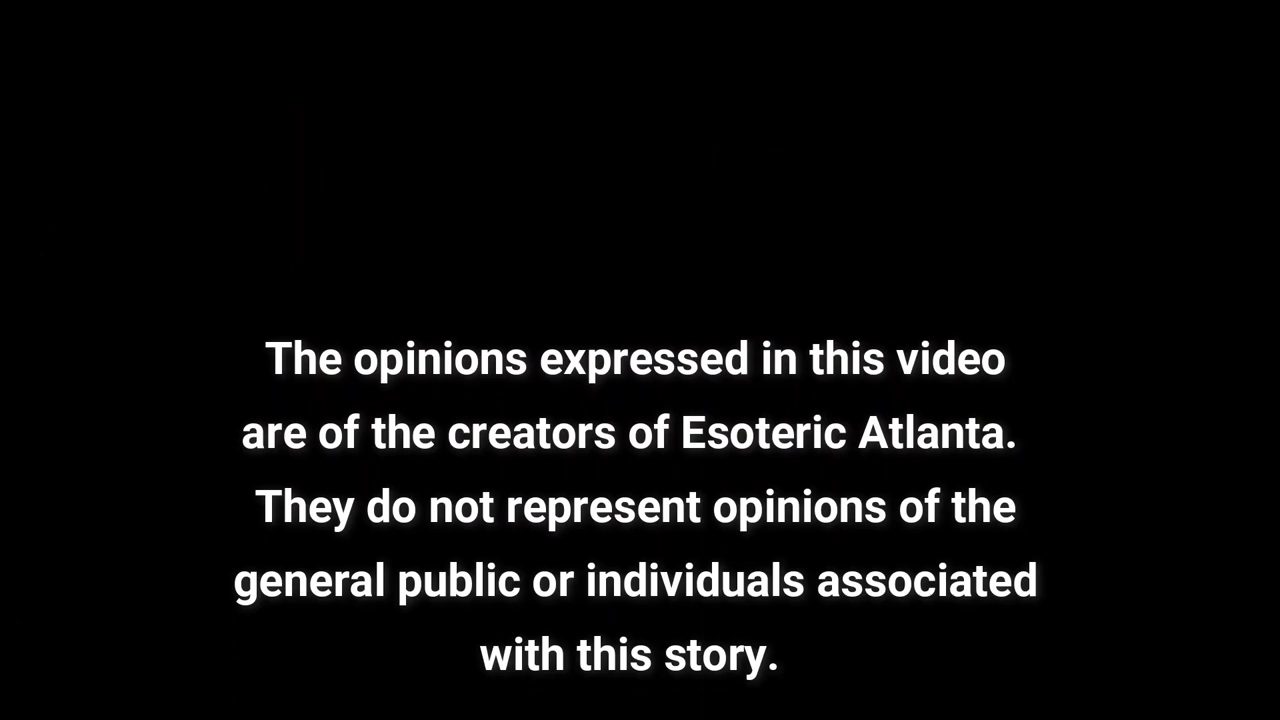 The opinions expressed in this video
are of the creators of Esoteric Atlanta.
They do not represent opinions of the
general public or individuals associated
with this story.